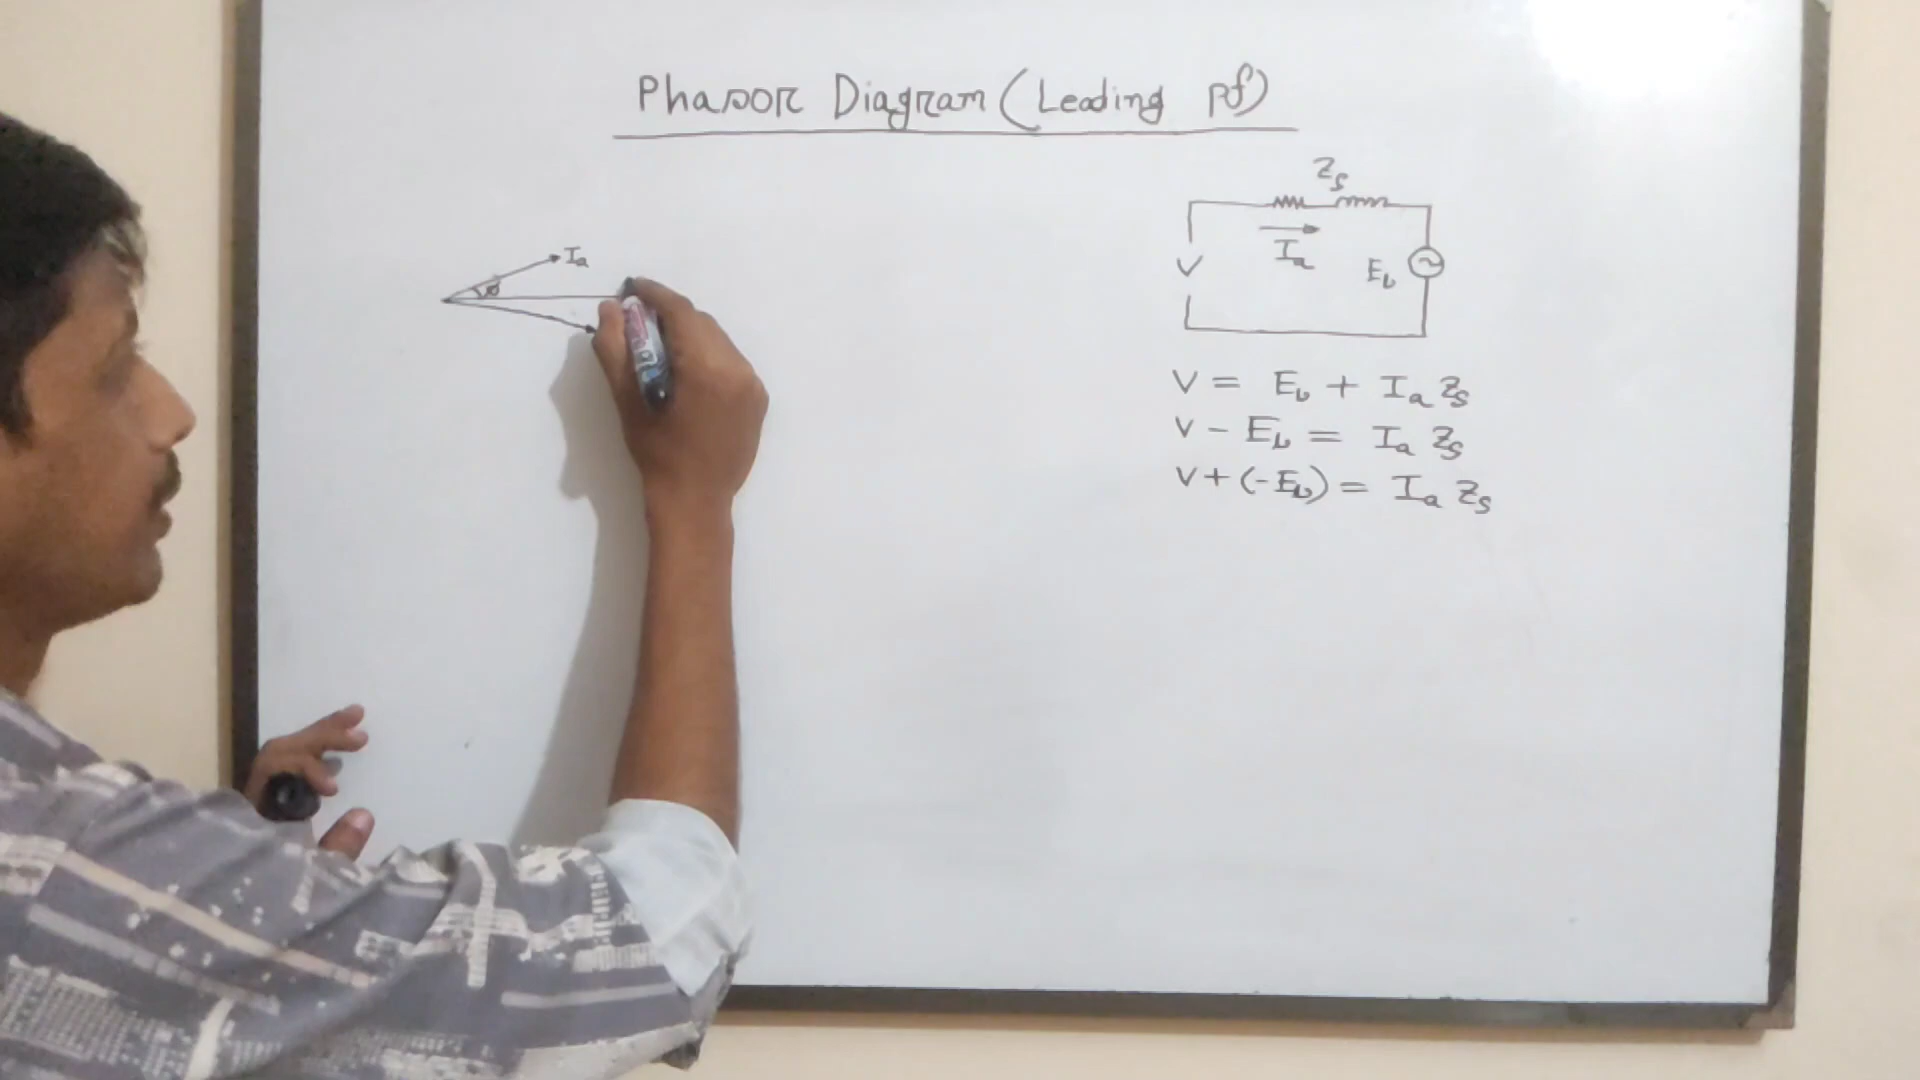 Phasor Diagram (Leading pf)
Zs
Ia
Ia
ø
V
Eb
V = Eb + Ia Zs
V - Eb = Ia Zs
V + (-Eb) = Ia Zs